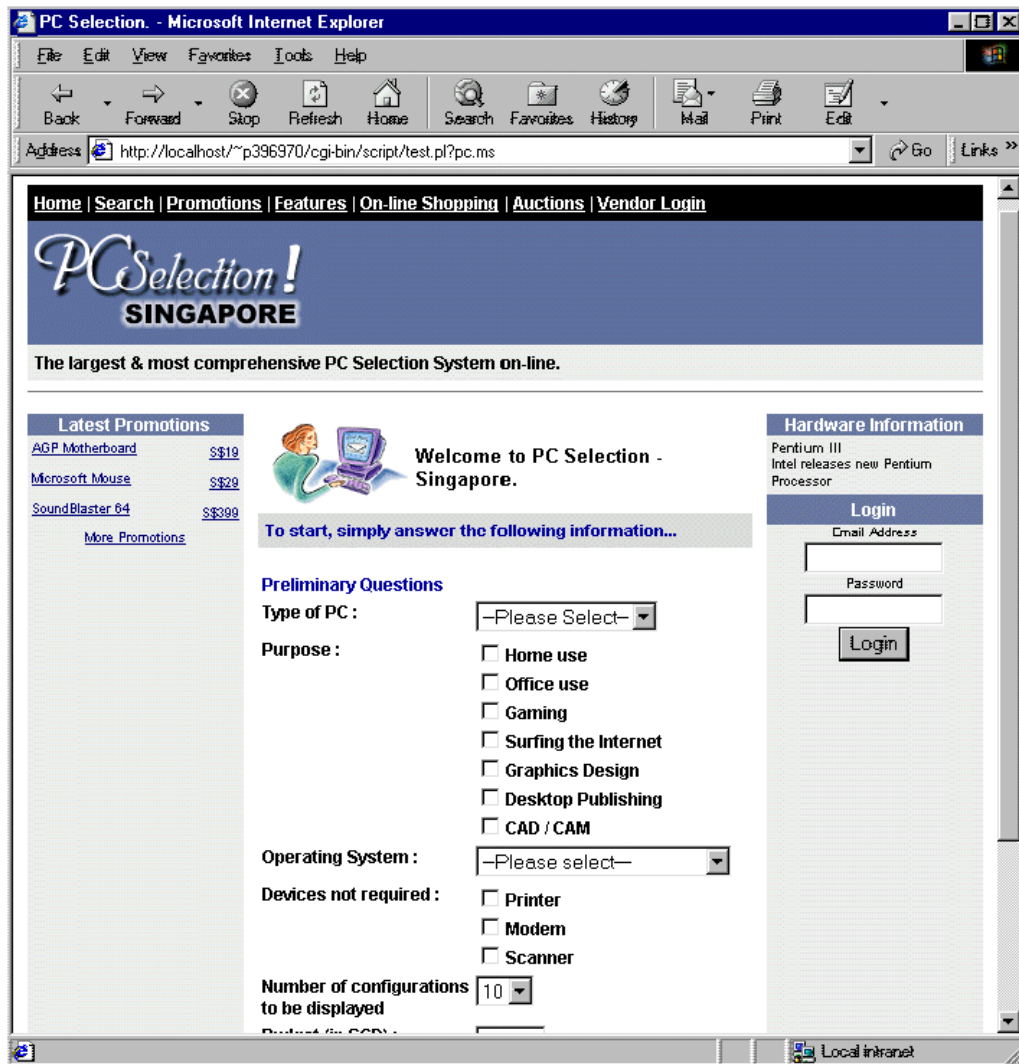 PC Selection. - Microsoft Internet Explorer
File Edit View Favorites Tools Help
Back Forward Stop Refresh Home Search Favorites History Mail Print Edit
Address http://localhost/~p396970/cgi-bin/script/test.pl?pc.ms Go Links »
Home | Search | Promotions | Features | On-line Shopping | Auctions | Vendor Login
PC Selection!
SINGAPORE
The largest & most comprehensive PC Selection System on-line.
Latest Promotions
AGP Motherboard S$19
Microsoft Mouse S$29
SoundBlaster 64 S$399
More Promotions
Welcome to PC Selection -
Singapore.
To start, simply answer the following information...
Preliminary Questions
Type of PC : --Please Select--
Purpose :
Home use
Office use
Gaming
Surfing the Internet
Graphics Design
Desktop Publishing
CAD / CAM
Operating System : --Please select--
Devices not required :
Printer
Modem
Scanner
Number of configurations
to be displayed 10
Budget (in SGD) :
Hardware Information
Pentium III
Intel releases new Pentium
Processor
Login
Email Address
Password
Login
Local intranet